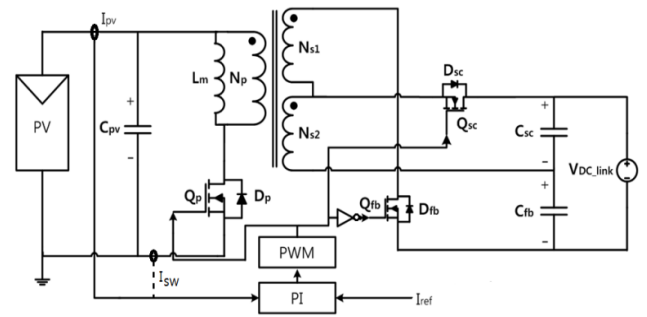 Ipv
Ns1
Dsc
Lm
Np
+
Cpv
-
PV
Qsc
+
Csc
-
Ns2
VDC_link
+
-
+
Cfb
-
Qp
Dp
Qfb
Dfb
PWM
ISW
PI
Iref